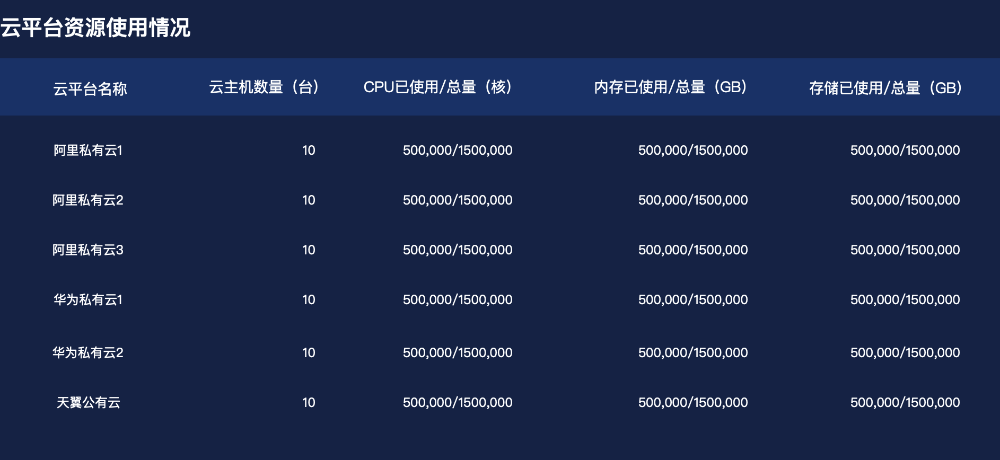 云平台资源使用情况
云平台名称 云主机数量（台） CPU已使用/总量（核） 内存已使用/总量（GB） 存储已使用/总量（GB）
阿里私有云1 10 500,000/1500,000 500,000/1500,000 500,000/1500,000
阿里私有云2 10 500,000/1500,000 500,000/1500,000 500,000/1500,000
阿里私有云3 10 500,000/1500,000 500,000/1500,000 500,000/1500,000
华为私有云1 10 500,000/1500,000 500,000/1500,000 500,000/1500,000
华为私有云2 10 500,000/1500,000 500,000/1500,000 500,000/1500,000
天翼公有云 10 500,000/1500,000 500,000/1500,000 500,000/1500,000